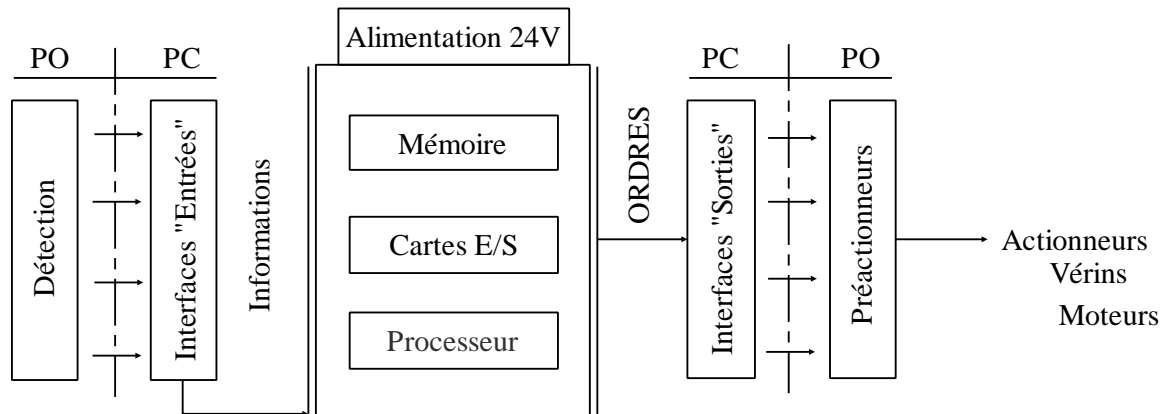 Alimentation 24V
PO
PC
PC
PO
Détection
Interfaces "Entrées"
Informations
Mémoire
Cartes E/S
Processeur
ORDRES
Interfaces "Sorties"
Préactionneurs
Actionneurs
Vérins
Moteurs